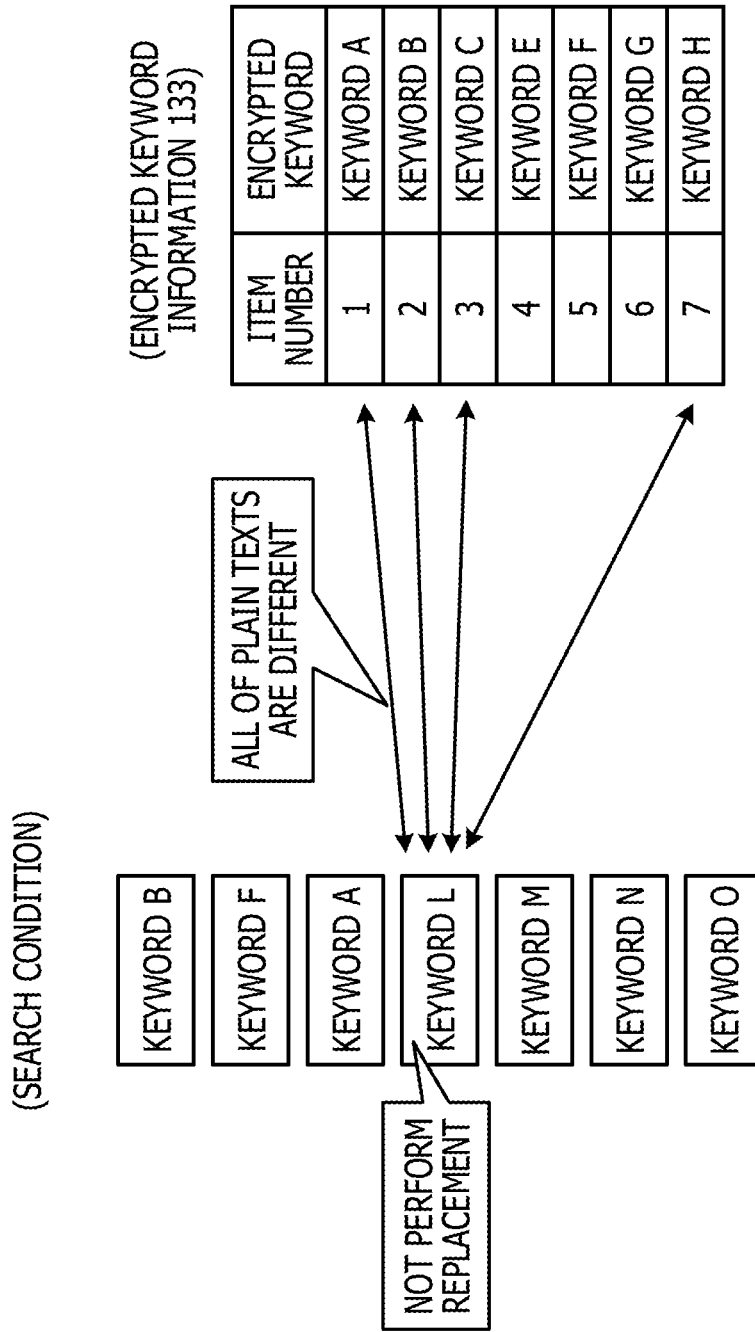 (SEARCH CONDITION)
KEYWORD B
KEYWORD F
KEYWORD A
KEYWORD L
KEYWORD M
KEYWORD N
KEYWORD O
NOT PERFORM
REPLACEMENT
ALL OF PLAIN TEXTS
ARE DIFFERENT
(ENCRYPTED KEYWORD
INFORMATION 133)
ITEM
NUMBER
ENCRYPTED
KEYWORD
1 KEYWORD A
2 KEYWORD B
3 KEYWORD C
4 KEYWORD E
5 KEYWORD F
6 KEYWORD G
7 KEYWORD H